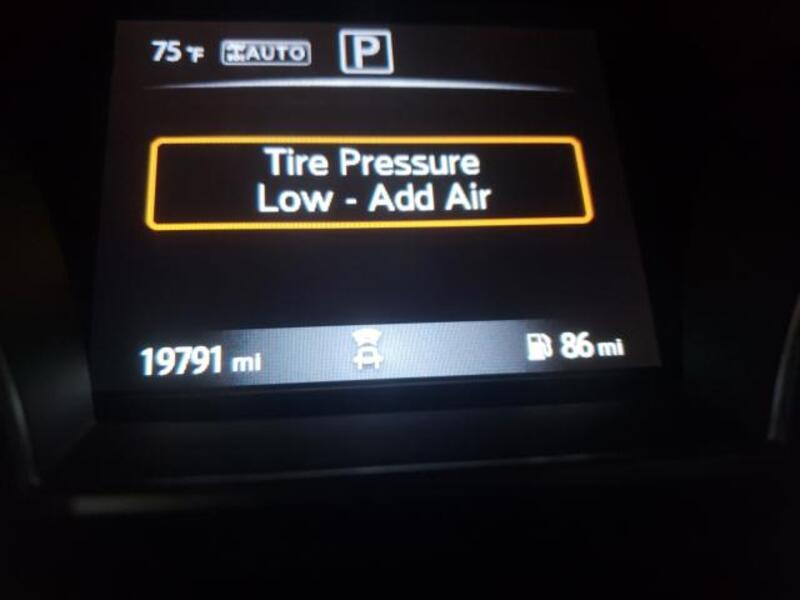 75°F AUTO P
Tire Pressure
Low - Add Air
19791 mi 86 mi